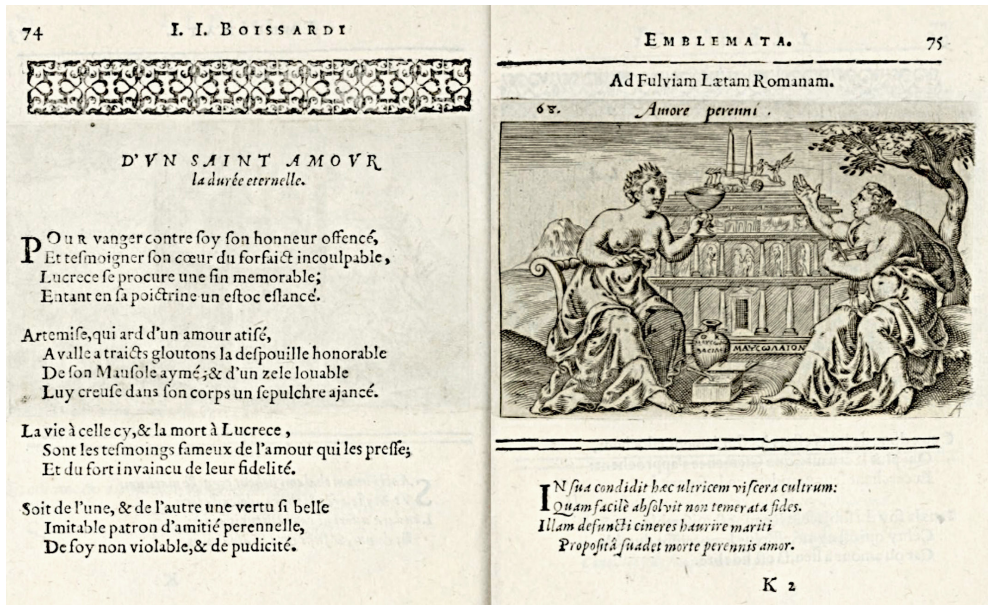 74
I. I. BOISSARDI
D'VN SAINT AMOVR
la durée eternelle.
POUR vanger contre soy son honneur offencé,
Et tesmoigner son cœur du forfaict incoulpable,
Lucrece se procure une fin memorable;
Entant en sa poictrine un estoc eslancé.
Artemise, qui ard d'un amour atisé,
Avalle a traicts gloutons la despouille honorable
De son Mausole aymé; & d'un zele louable
Luy creuse dans son corps un sepulchre ajancé.
La vie à celle cy, & la mort à Lucrece,
Sont les tesmoings fameux de l'amour qui les presse;
Et du fort invaincu de leur fidelité.
Soit de l'une, & de l'autre une vertu si belle
Imitable patron d'amitié perennelle,
De foy non violable, & de pudicité.
EMBLEMATA.
75
Ad Fulviam Lætam Romanam.
Amore perenni.
MAVSWLAION
IN sua condidit hæc ultricem viscera cultrum:
Quam facilè absolvit non temerata fides.
Illam defuncti cineres haurire mariti
Propositâ suadet morte perennis amor.
K 2